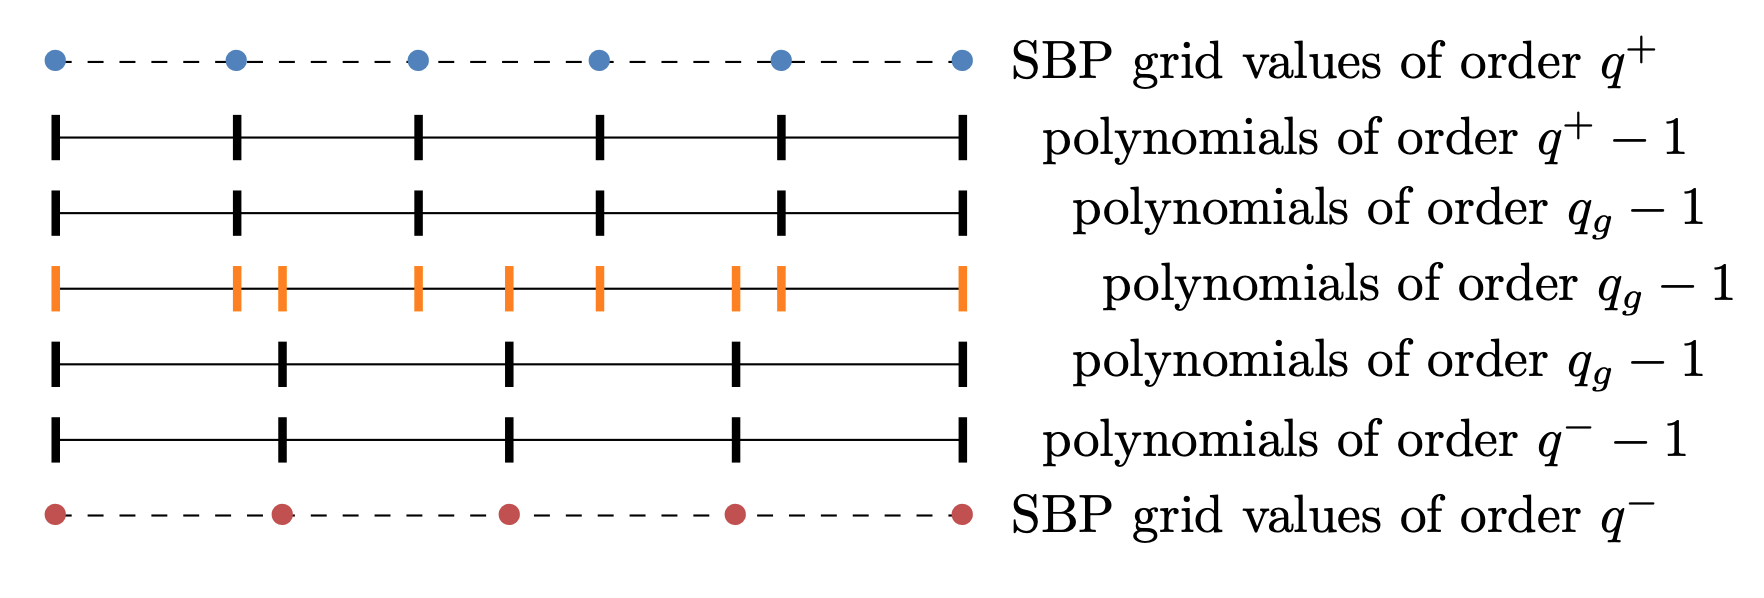 SBP grid values of order q⁺
polynomials of order q⁺ − 1
polynomials of order q_g − 1
polynomials of order q_g − 1
polynomials of order q_g − 1
polynomials of order q⁻ − 1
SBP grid values of order q⁻